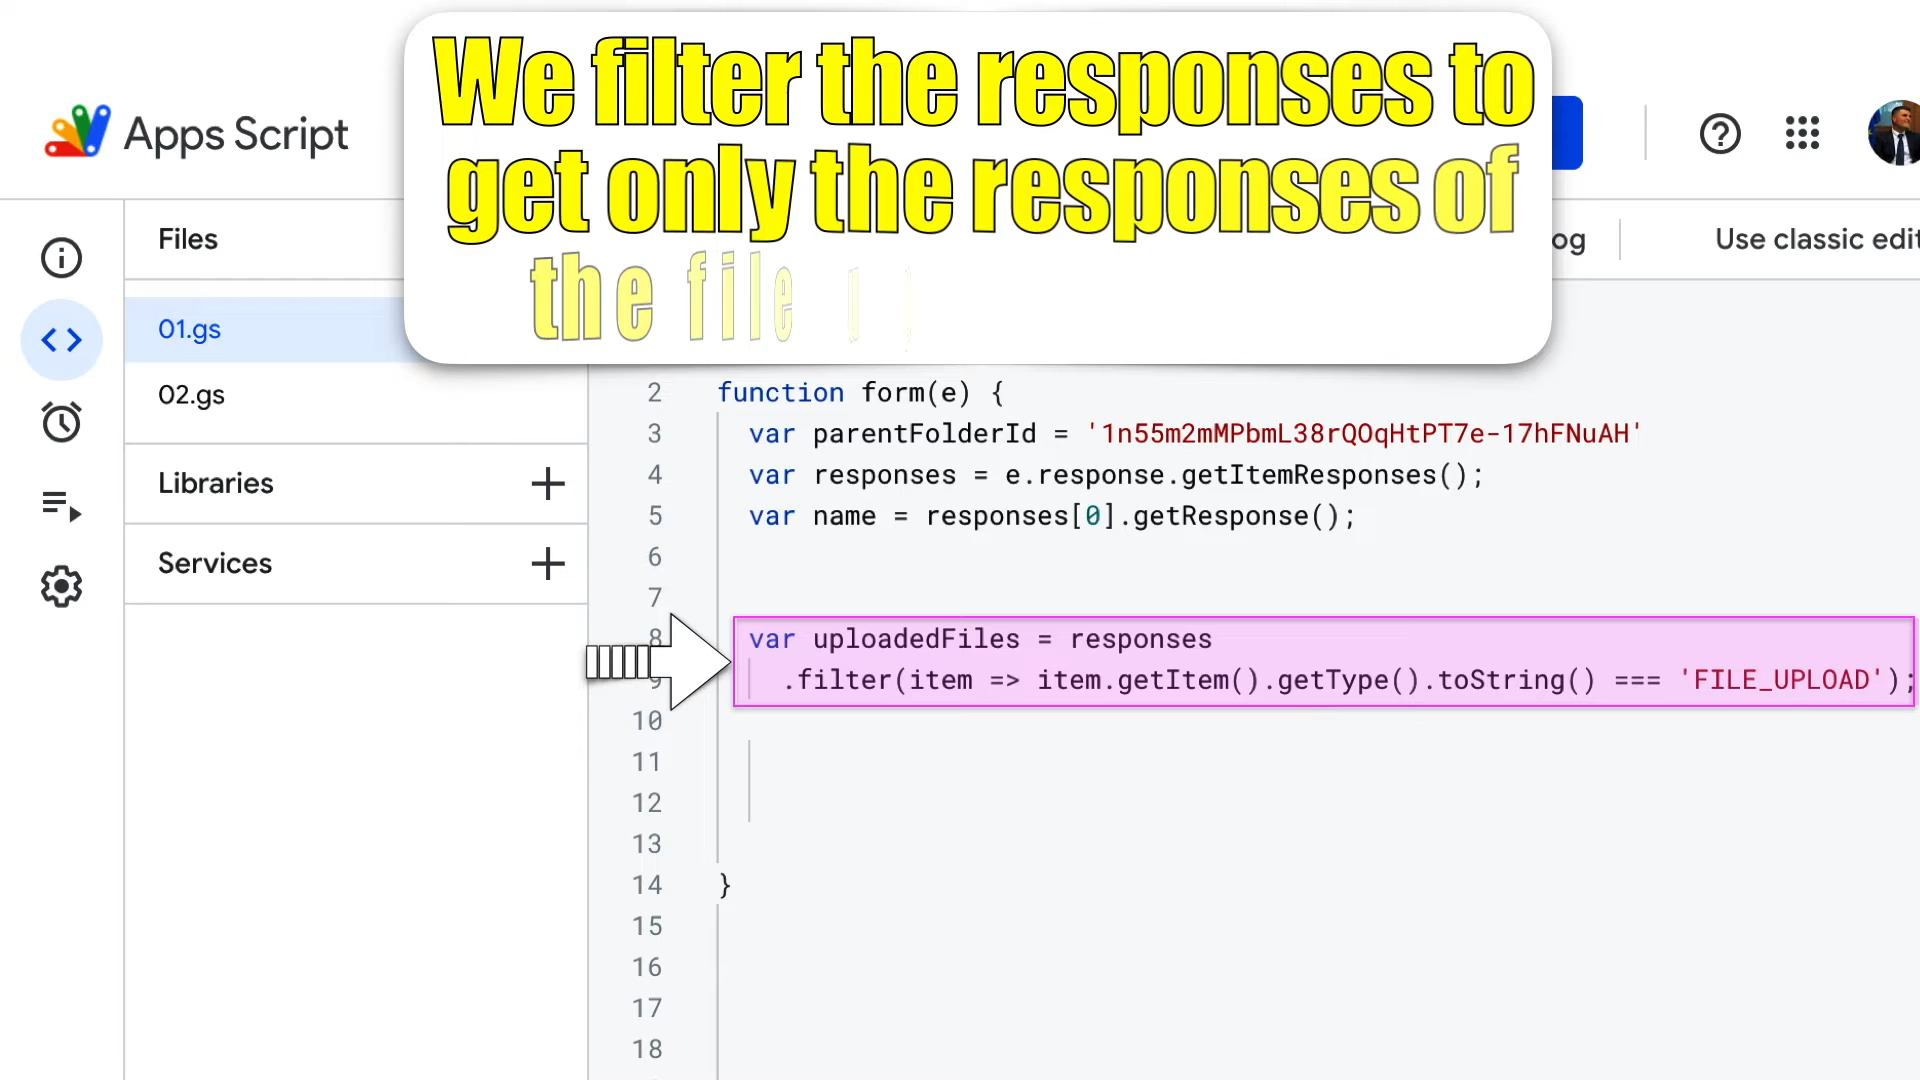 We filter the responses to
get only the responses of
the file
Apps Script
og
Use classic edit
Files
01.gs
02.gs
Libraries
Services
2 function form(e) {
3 var parentFolderId = '1n55m2mMPbmL38rQOqHtPT7e-17hFNuAH'
4 var responses = e.response.getItemResponses();
5 var name = responses[0].getResponse();
6
7
8 var uploadedFiles = responses
9 .filter(item => item.getItem().getType().toString() === 'FILE_UPLOAD');
10
11
12
13
14 }
15
16
17
18